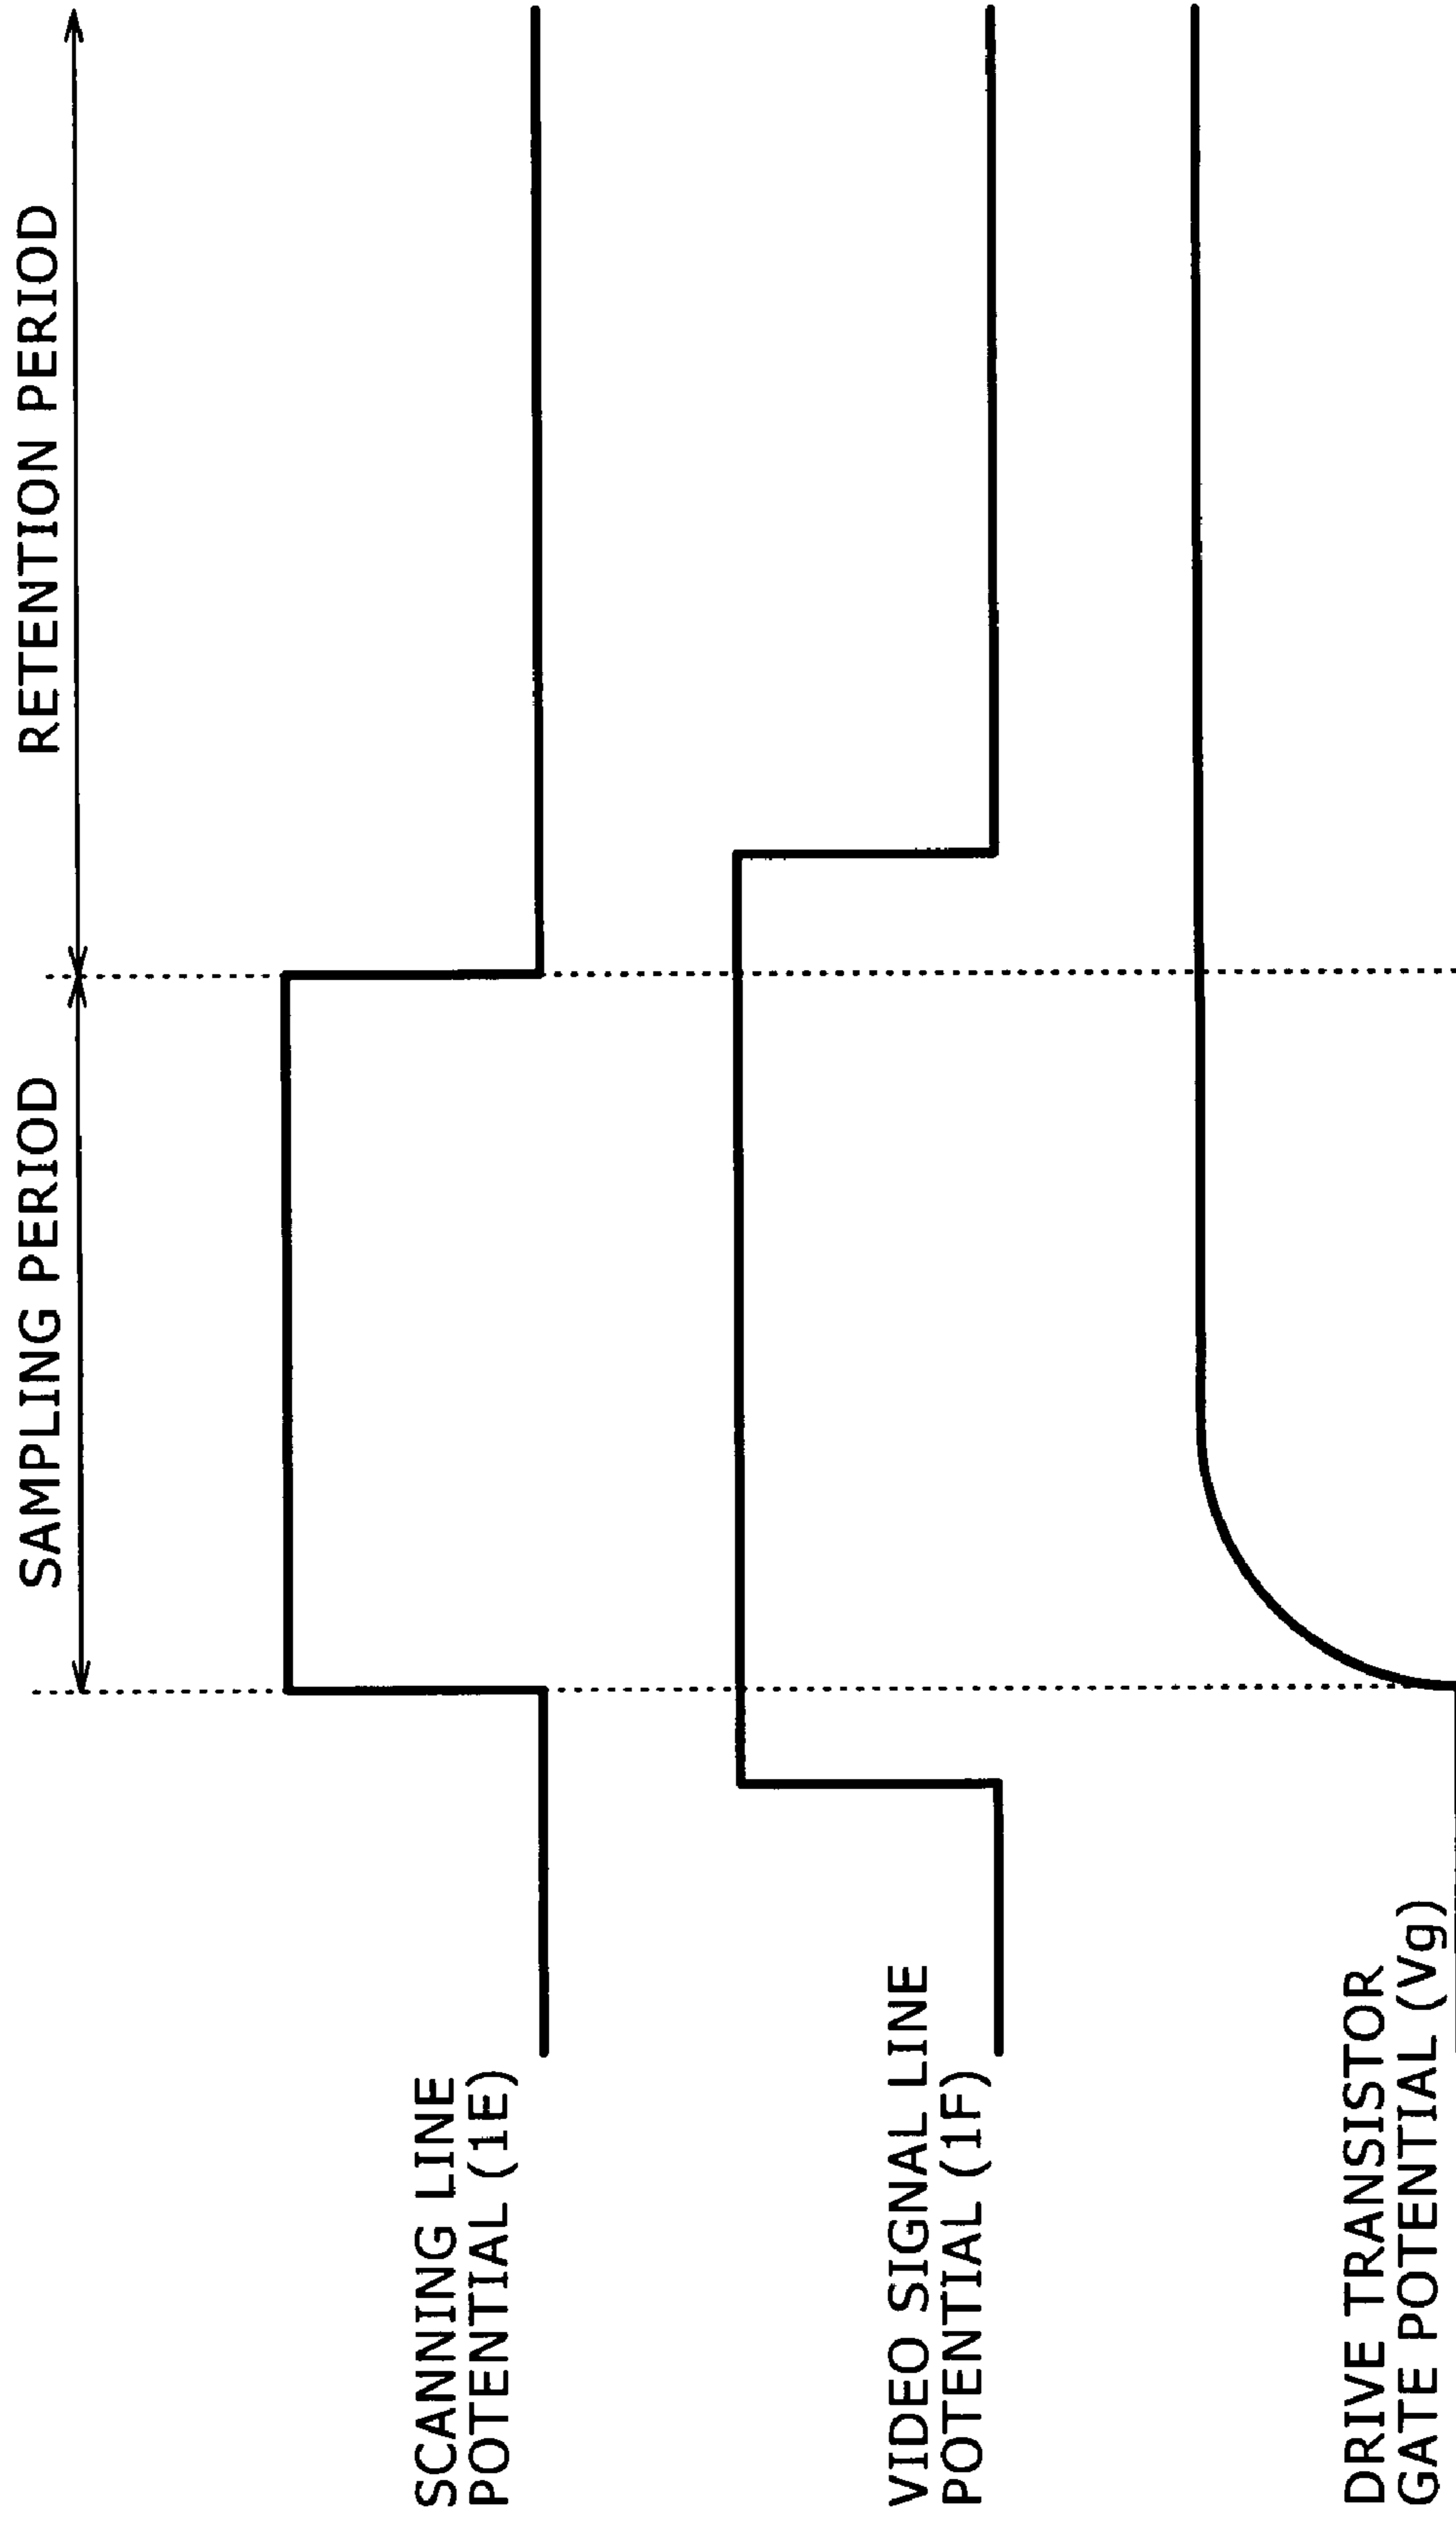 SAMPLING PERIOD
RETENTION PERIOD
SCANNING LINE
POTENTIAL (1E)
VIDEO SIGNAL LINE
POTENTIAL (1F)
DRIVE TRANSISTOR
GATE POTENTIAL (Vg)